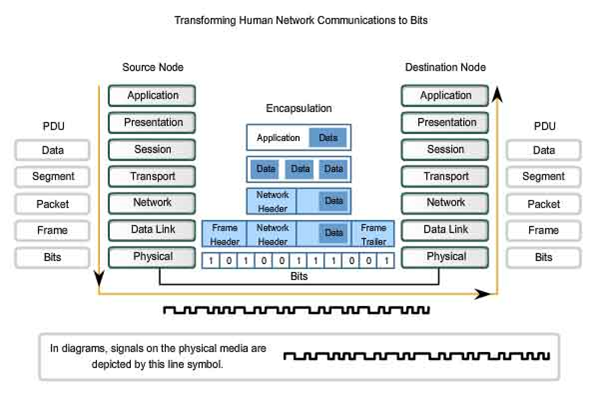 Transforming Human Network Communications to Bits
Source Node
Destination Node
Application
Application
Encapsulation
PDU
Presentation
Application Data
Presentation
PDU
Data
Session
Data Data Data
Session
Data
Segment
Transport
Transport
Segment
Packet
Network
Network
Header
Data
Network
Packet
Frame
Data Link
Frame
Header
Network
Header
Data
Frame
Trailer
Data Link
Frame
Bits
Physical
1 0 1 0 0 1 1 1 0 0 1
Physical
Bits
Bits
In diagrams, signals on the physical media are
depicted by this line symbol.